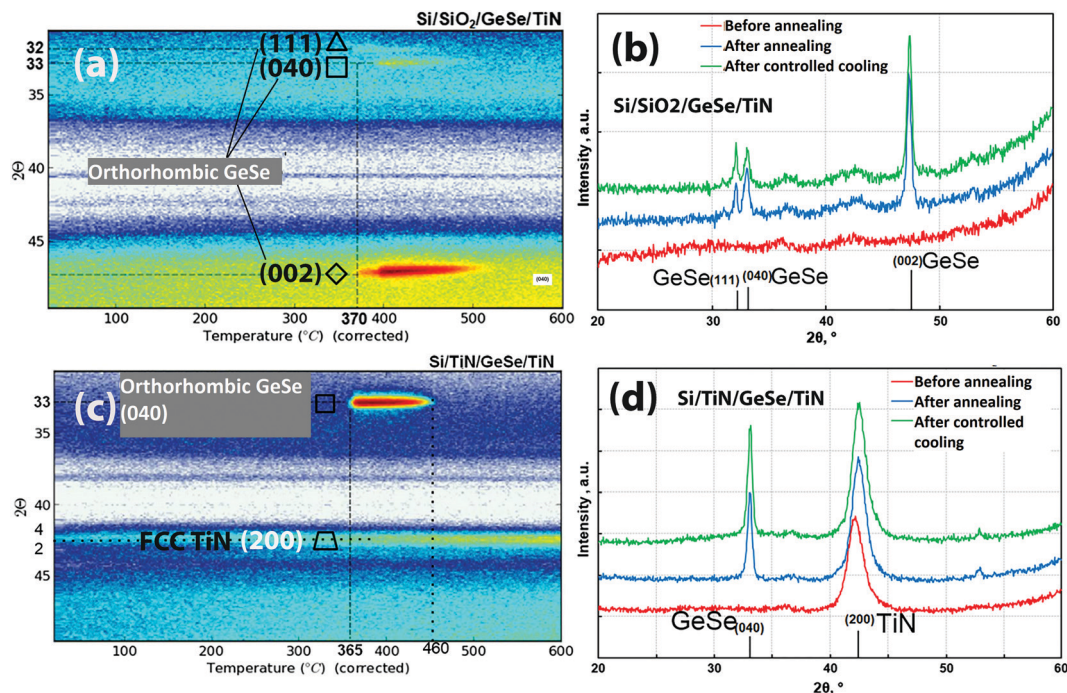 Si/SiO2/GeSe/TiN
(a)
(111)
(040)
Orthorhombic GeSe
(002)
(040)
32
33
35
40
45
2Θ
100
200
300
370
400
500
600
Temperature (°C) (corrected)
(b)
Before annealing
After annealing
After controlled cooling
Si/SiO2/GeSe/TiN
Intensity, a.u.
GeSe(111)
(040)GeSe
(002)GeSe
20
30
40
50
60
2θ, °
Si/TiN/GeSe/TiN
(c)
Orthorhombic GeSe
(040)
FCC TiN (200)
33
35
40
4
2
45
2Θ
100
200
300
365
400
460
500
600
Temperature (°C) (corrected)
(d)
Si/TiN/GeSe/TiN
Before annealing
After annealing
After controlled
cooling
Intensity, a.u.
GeSe(040)
(200)TiN
20
30
40
50
60
2θ, °